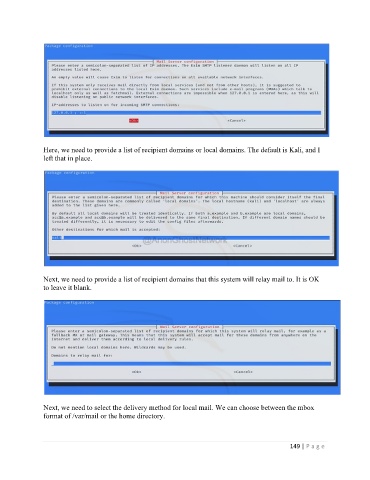 Package configuration
Mail Server configuration
Please enter a semicolon-separated list of IP addresses. The Exim SMTP listener daemon will listen on all IP
addresses listed here.
An empty value will cause Exim to listen for connections on all available network interfaces.
If this system only receives mail directly from local services (and not from other hosts), it is suggested to
prohibit external connections to the local Exim daemon. Such services include e-mail programs (MUAs) which talk to
localhost only as well as fetchmail. External connections are impossible when 127.0.0.1 is entered here, as this will
disable listening on public network interfaces.
IP-addresses to listen on for incoming SMTP connections:
127.0.0.1 ; ::1
<Ok> <Cancel>
Here, we need to provide a list of recipient domains or local domains. The default is Kali, and I
left that in place.
Package configuration
Mail Server configuration
Please enter a semicolon-separated list of recipient domains for which this machine should consider itself the final
destination. These domains are commonly called 'local domains'. The local hostname (kali) and 'localhost' are always
added to the list given here.
By default all local domains will be treated identically. If both a.example and b.example are local domains,
acc@a.example and acc@b.example will be delivered to the same final destination. If different domain names should be
treated differently, it is necessary to edit the config files afterwards.
Other destinations for which mail is accepted:
kali
<Ok> <Cancel>
Next, we need to provide a list of recipient domains that this system will relay mail to. It is OK
to leave it blank.
Package configuration
Mail Server configuration
Please enter a semicolon-separated list of recipient domains for which this system will relay mail, for example as a
fallback MX or mail gateway. This means that this system will accept mail for these domains from anywhere on the
Internet and deliver them according to local delivery rules.
Do not mention local domains here. Wildcards may be used.
Domains to relay mail for:
<Ok> <Cancel>
Next, we need to select the delivery method for local mail. We can choose between the mbox
format of /var/mail or the home directory.
149 | Page